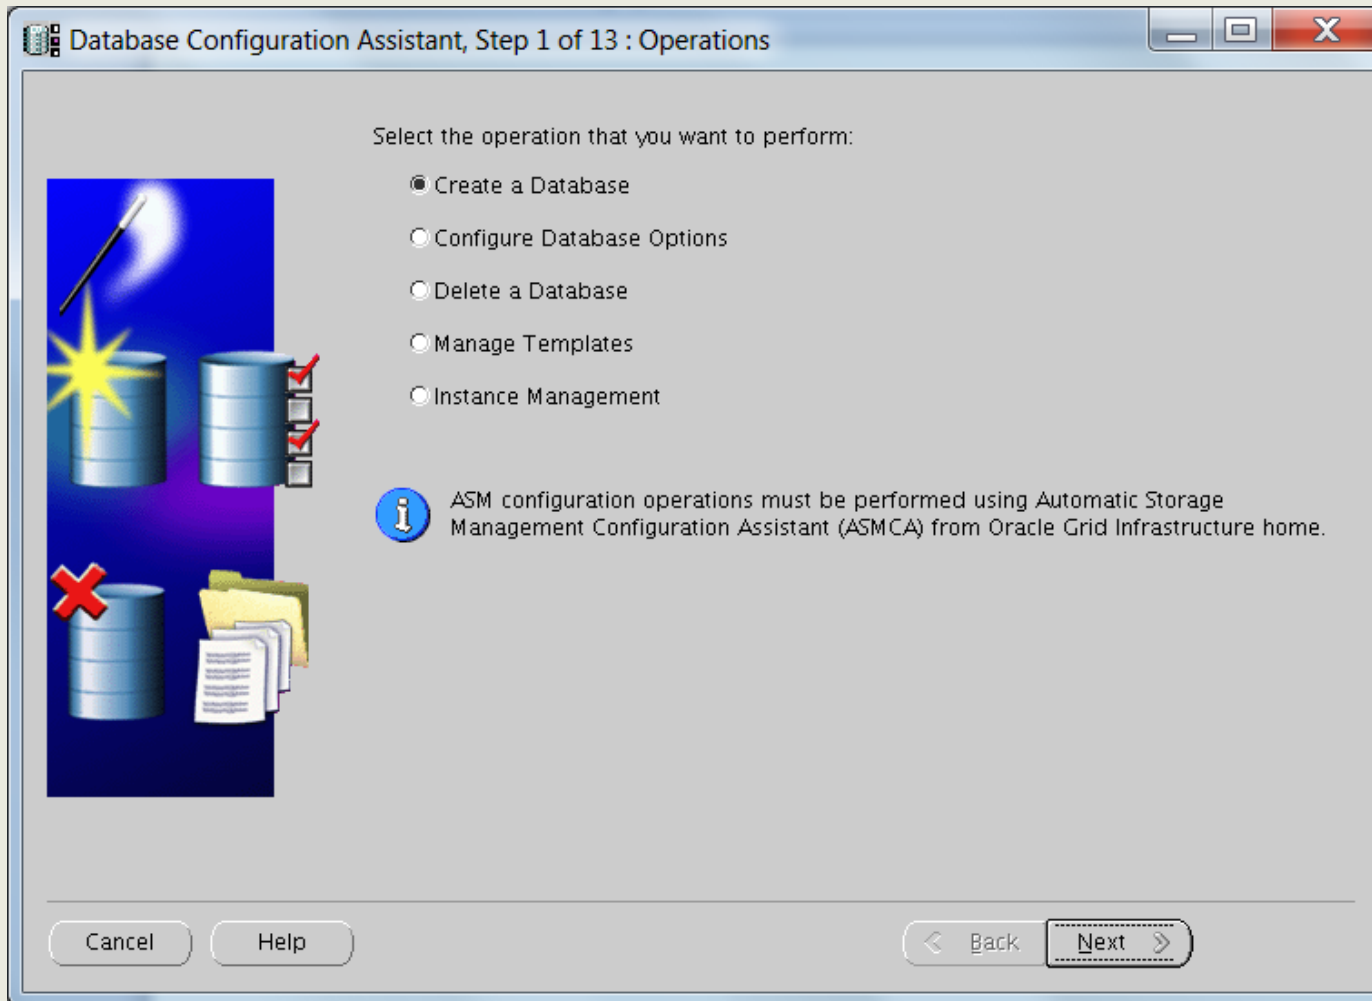 Database Configuration Assistant, Step 1 of 13 : Operations
Select the operation that you want to perform:
Create a Database
Configure Database Options
Delete a Database
Manage Templates
Instance Management
ASM configuration operations must be performed using Automatic Storage
Management Configuration Assistant (ASMCA) from Oracle Grid Infrastructure home.
Cancel Help Back Next